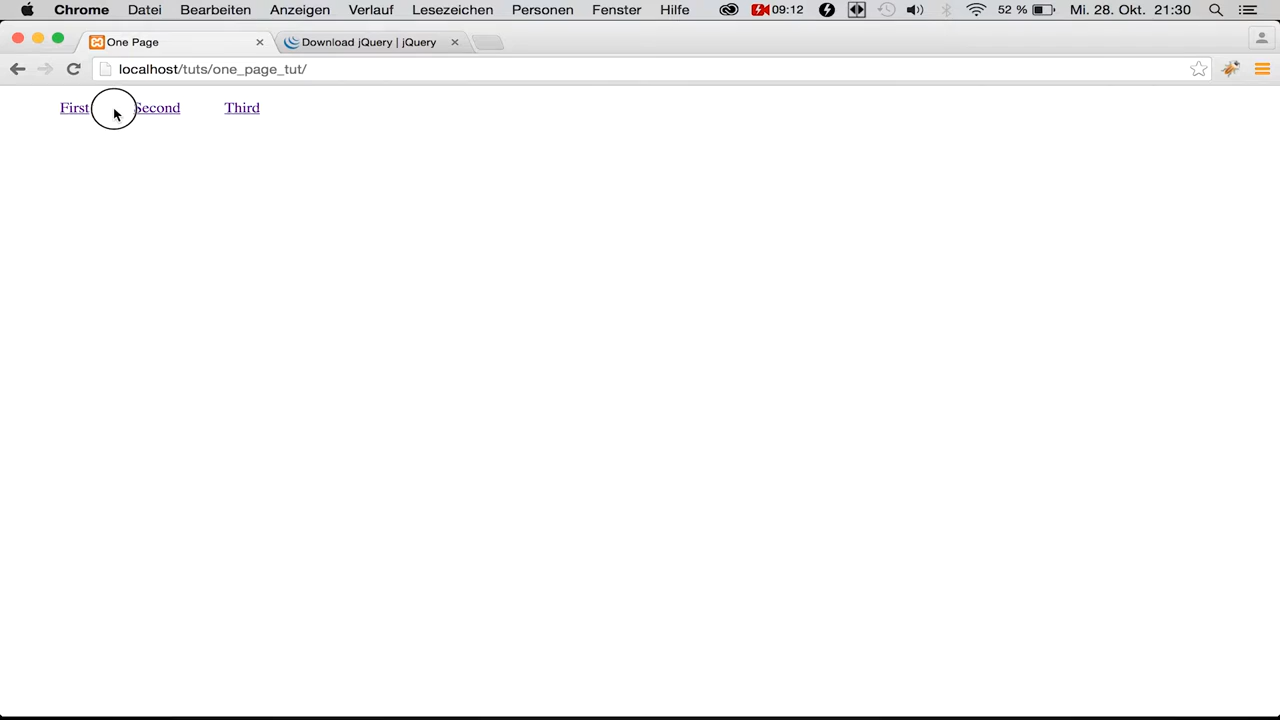 Chrome Datei Bearbeiten Anzeigen Verlauf Lesezeichen Personen Fenster Hilfe 09:12 52 % Mi. 28. Okt. 21:30
One Page Download jQuery | jQuery
localhost/tuts/one_page_tut/
First Second Third